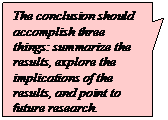 The conclusion should
accomplish three
things: summarize the
results, explore the
implications of the
results, and point to
future research.